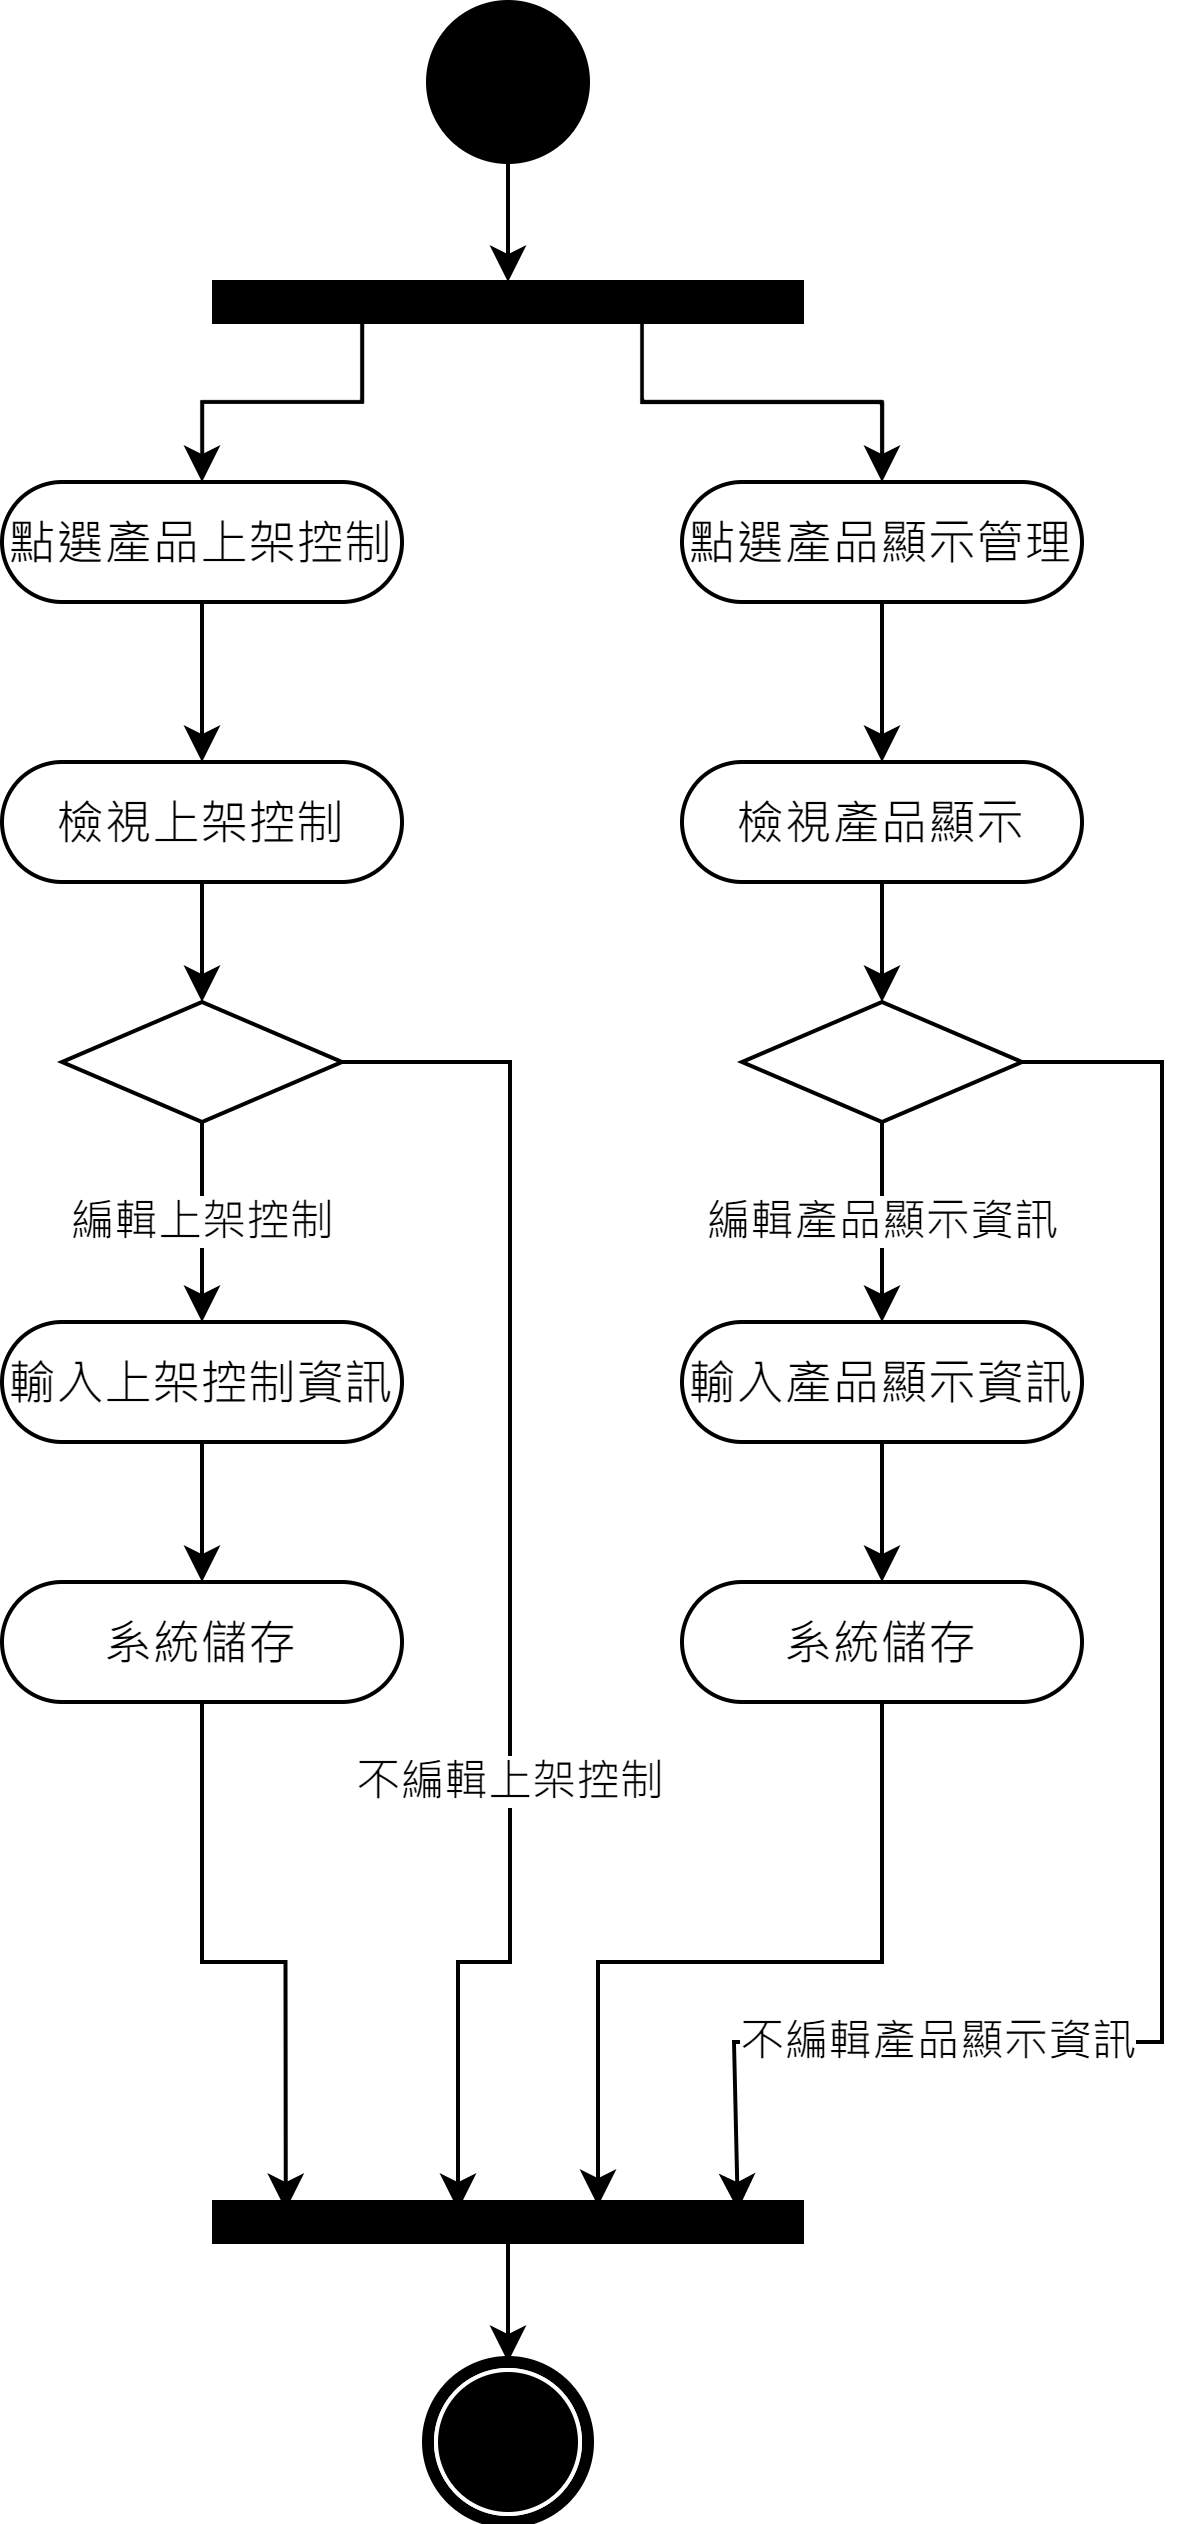 點選產品上架控制
點選產品顯示管理
檢視上架控制
檢視產品顯示
編輯上架控制
編輯產品顯示資訊
輸入上架控制資訊
輸入產品顯示資訊
系統儲存
系統儲存
不編輯上架控制
不編輯產品顯示資訊